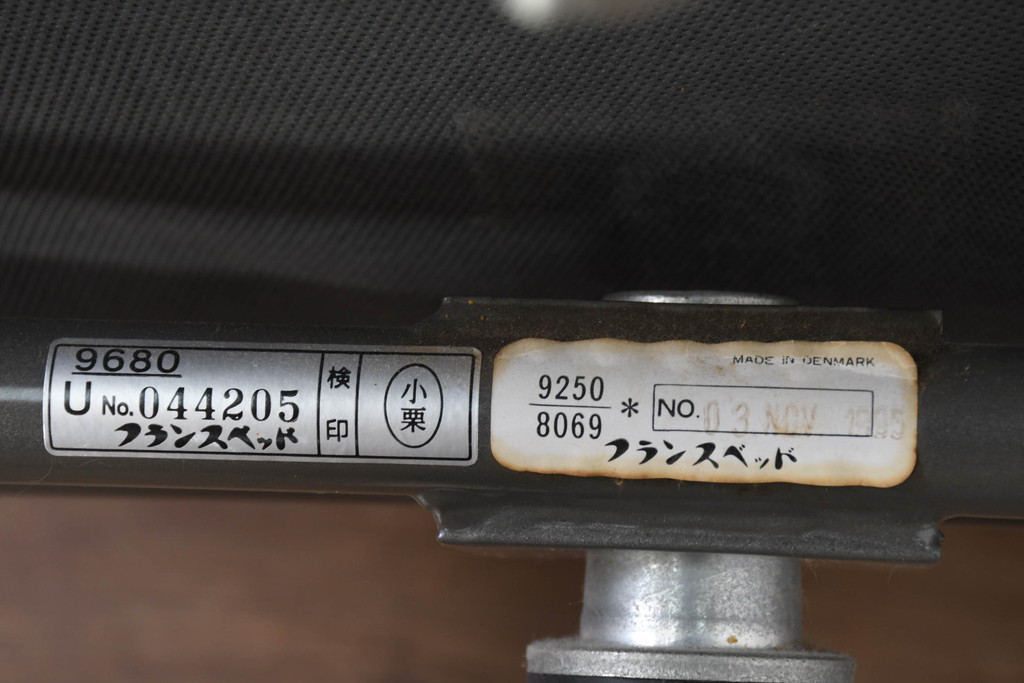 9680
U No. 044205
フランスベッド
検印
小栗
MADE IN DENMARK
9250
8069 *
NO. 03 NOV
フランスベッド